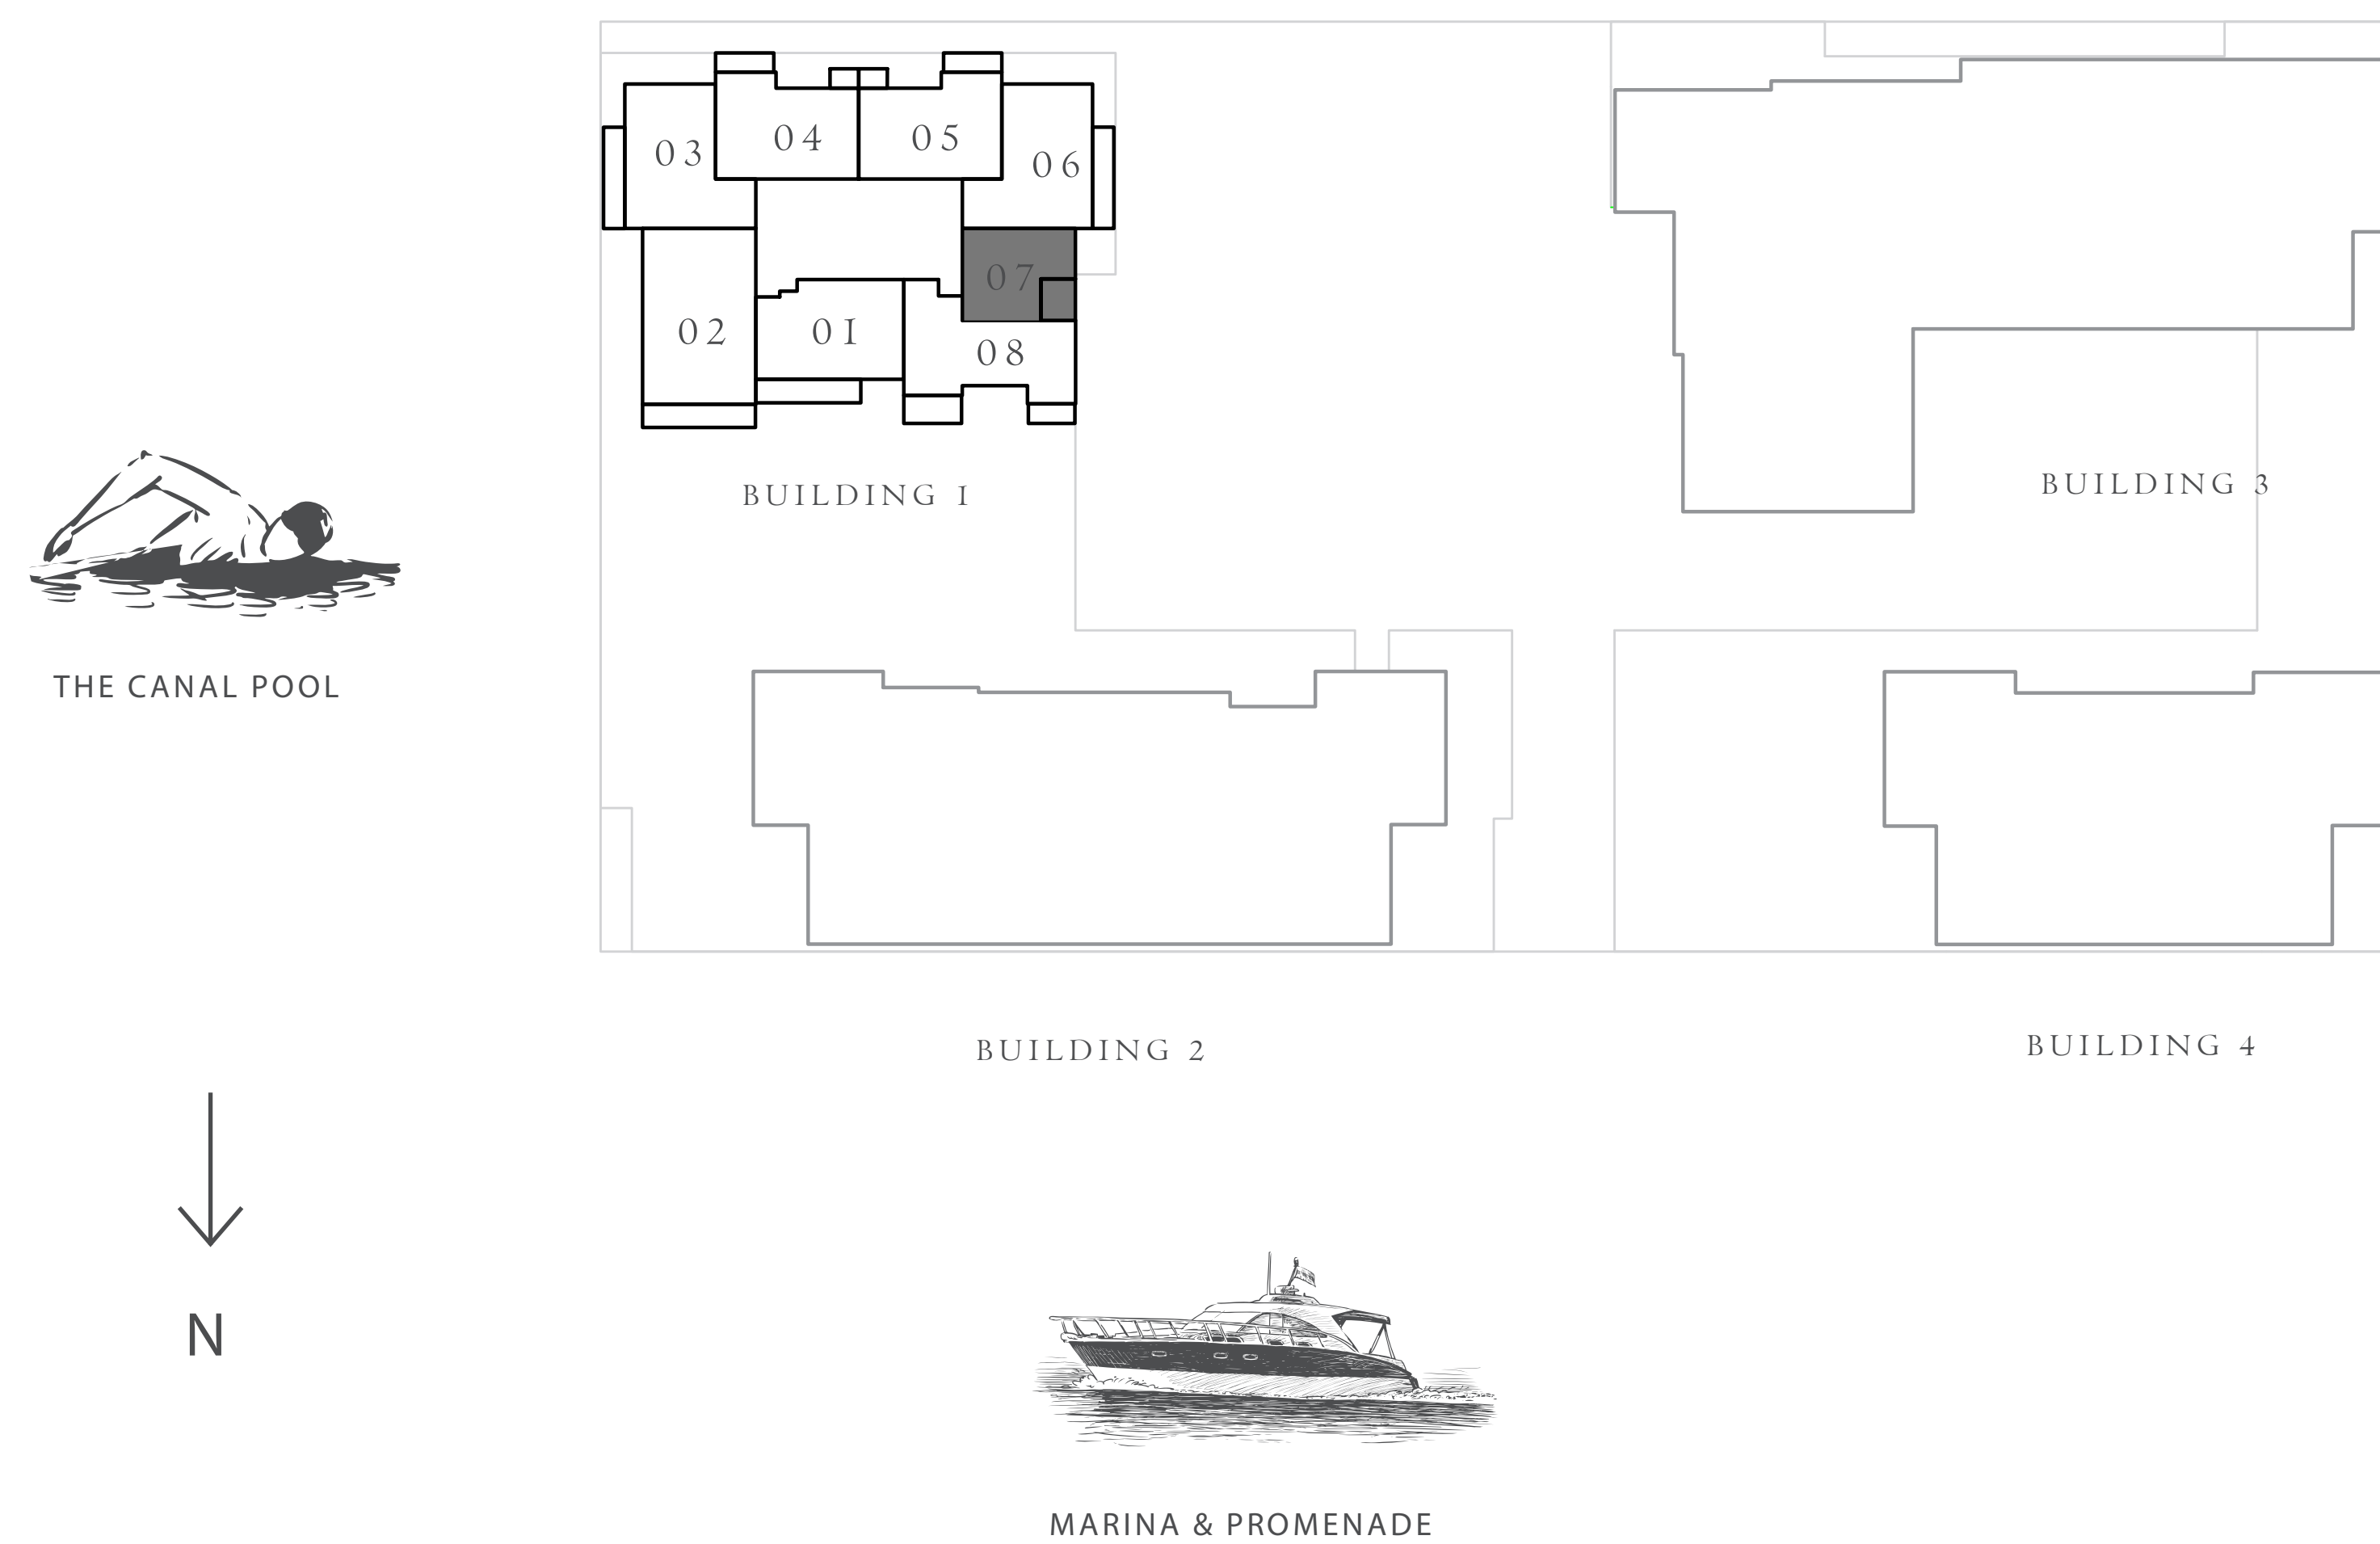 04
05
03
06
07
02
01
08
BUILDING 3
BUILDING 1
THE CANAL POOL
BUILDING 2
BUILDING 4
N
MARINA & PROMENADE